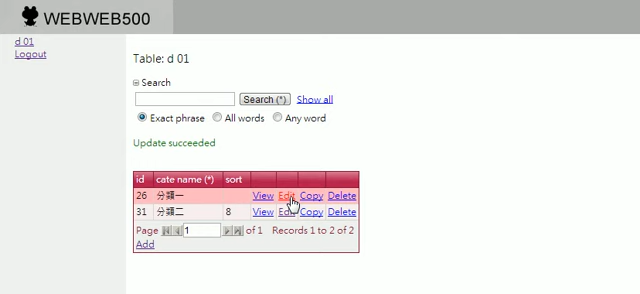 WEBWEB500
d 01
Logout
Table: d 01
Search
Search (*) Show all
Exact phrase All words Any word
Update succeeded
id cate name (*) sort
26 分類一 View Edit Copy Delete
31 分類二 8 View Edit Copy Delete
Page 1 of 1 Records 1 to 2 of 2
Add